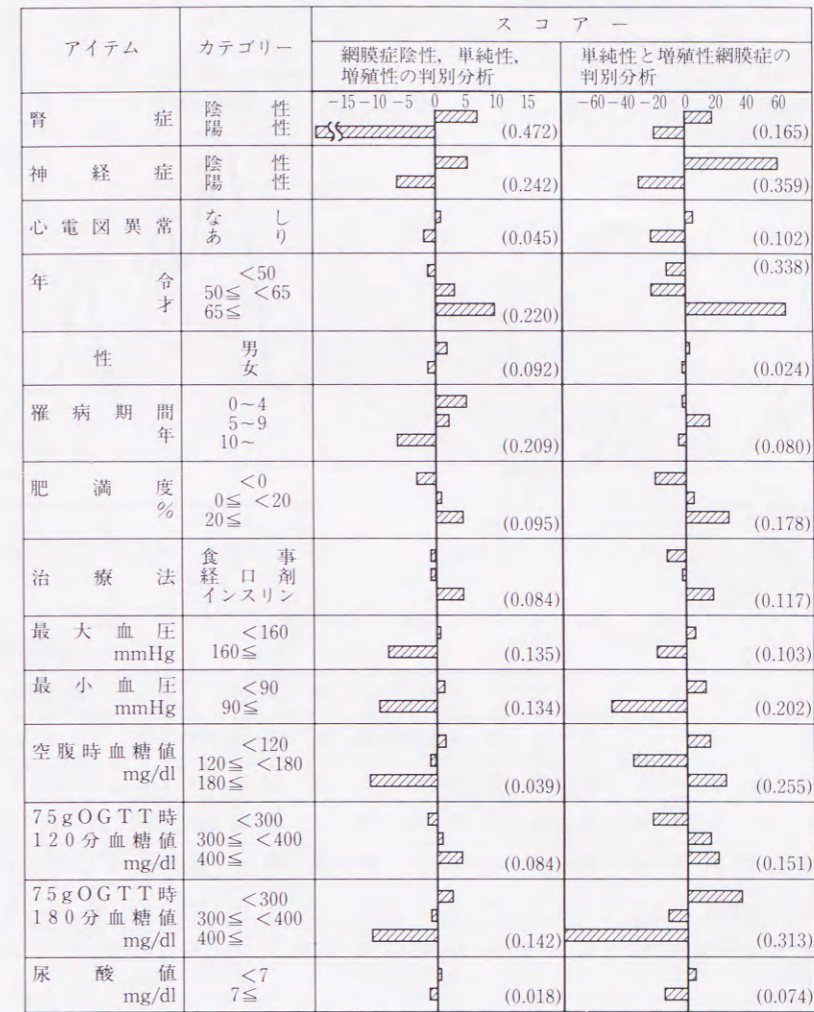 アイテム カテゴリー スコアー
網膜症陰性，単純性，増殖性の判別分析
単純性と増殖性網膜症の判別分析
-15 -10 -5 0 5 10 15
-60 -40 -20 0 20 40 60
腎症
陰性
陽性
(0.472) (0.165)
神経症
陰性
陽性
(0.242) (0.359)
心電図異常
なし
あり
(0.045) (0.102)
年令
才
<50
50≦ <65
65≦
(0.220) (0.338)
性
男
女
(0.092) (0.024)
罹病期間
年
0~4
5~9
10~
(0.209) (0.080)
肥満度
%
<0
0≦ <20
20≦
(0.095) (0.178)
治療法
食事
経口剤
インスリン
(0.084) (0.117)
最大血圧
mmHg
<160
160≦
(0.135) (0.103)
最小血圧
mmHg
<90
90≦
(0.134) (0.202)
空腹時血糖値
mg/dl
<120
120≦ <180
180≦
(0.039) (0.255)
75gOGTT時
120分血糖値
mg/dl
<300
300≦ <400
400≦
(0.084) (0.151)
75gOGTT時
180分血糖値
mg/dl
<300
300≦ <400
400≦
(0.142) (0.313)
尿酸値
mg/dl
<7
7≦
(0.018) (0.074)